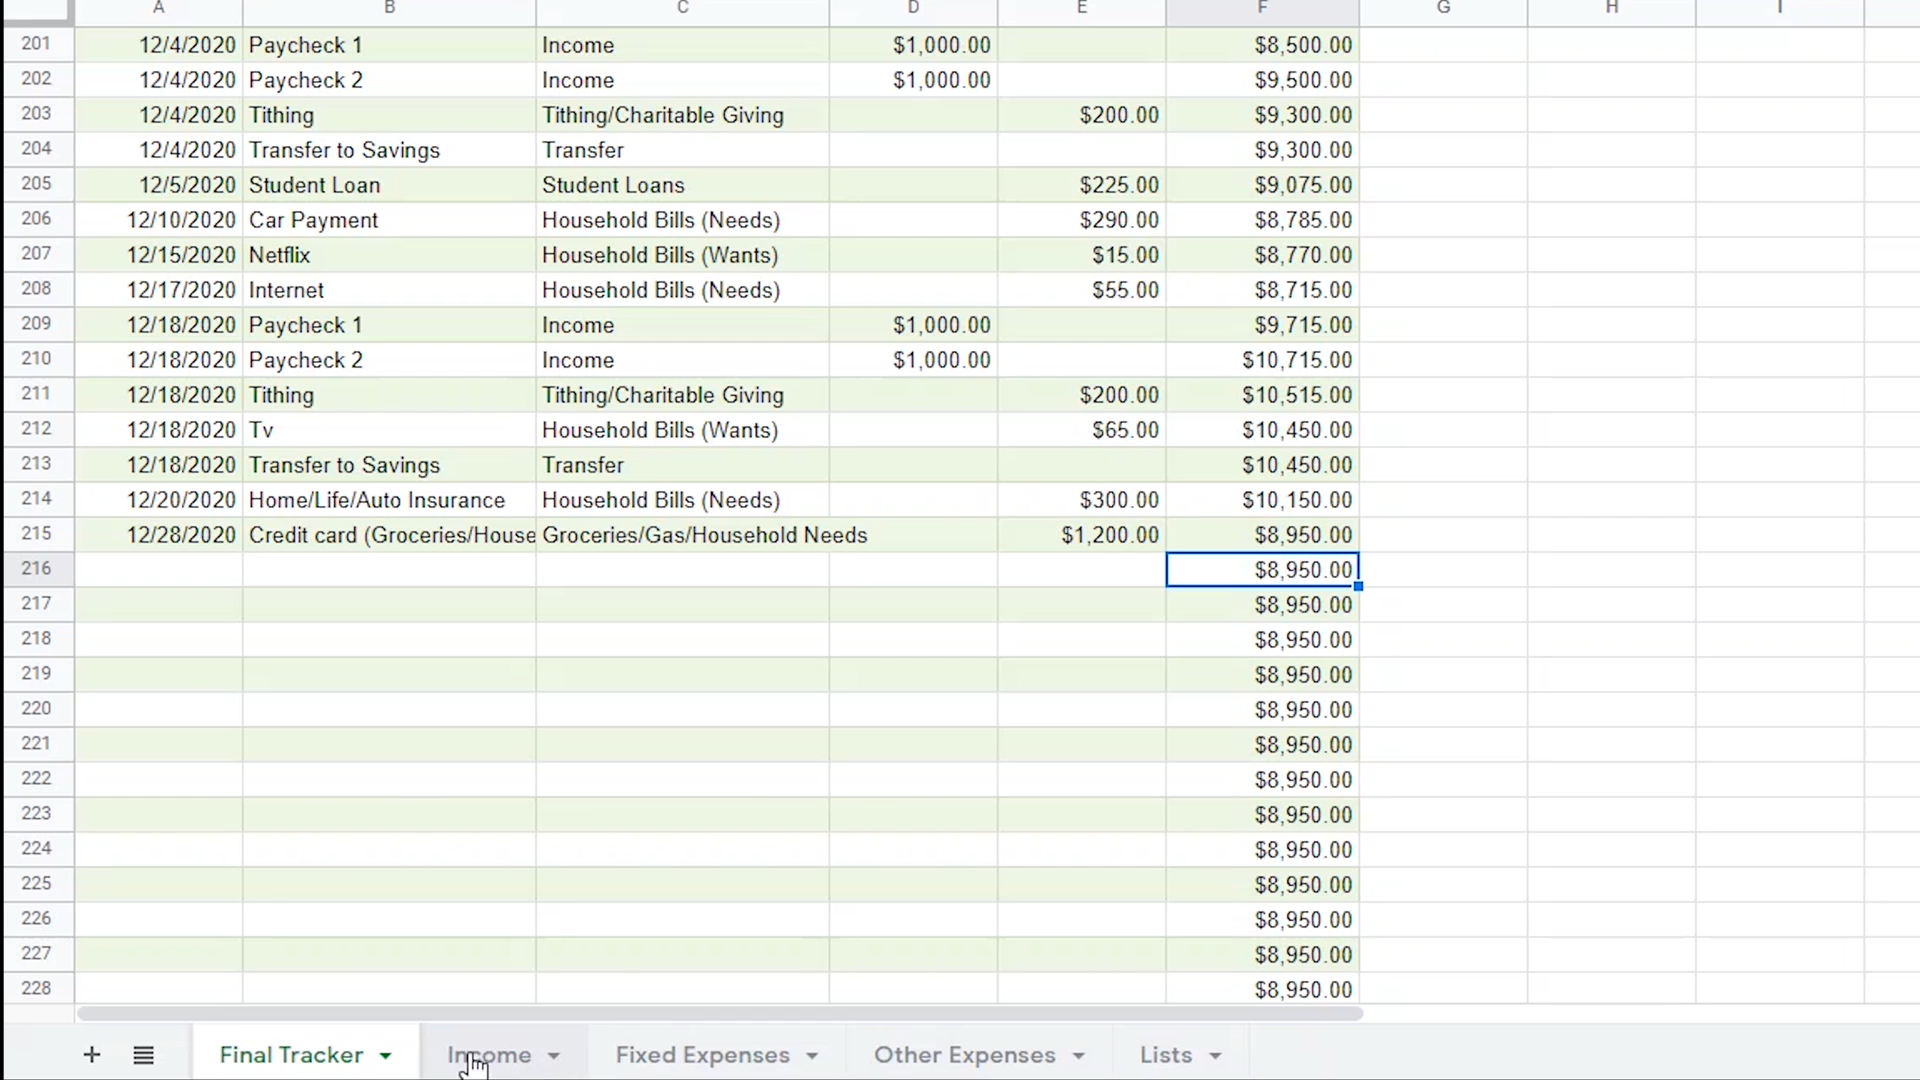 A B C D E F G H I
201 12/4/2020 Paycheck 1 Income $1,000.00 $8,500.00
202 12/4/2020 Paycheck 2 Income $1,000.00 $9,500.00
203 12/4/2020 Tithing Tithing/Charitable Giving $200.00 $9,300.00
204 12/4/2020 Transfer to Savings Transfer $9,300.00
205 12/5/2020 Student Loan Student Loans $225.00 $9,075.00
206 12/10/2020 Car Payment Household Bills (Needs) $290.00 $8,785.00
207 12/15/2020 Netflix Household Bills (Wants) $15.00 $8,770.00
208 12/17/2020 Internet Household Bills (Needs) $55.00 $8,715.00
209 12/18/2020 Paycheck 1 Income $1,000.00 $9,715.00
210 12/18/2020 Paycheck 2 Income $1,000.00 $10,715.00
211 12/18/2020 Tithing Tithing/Charitable Giving $200.00 $10,515.00
212 12/18/2020 Tv Household Bills (Wants) $65.00 $10,450.00
213 12/18/2020 Transfer to Savings Transfer $10,450.00
214 12/20/2020 Home/Life/Auto Insurance Household Bills (Needs) $300.00 $10,150.00
215 12/28/2020 Credit card (Groceries/House Groceries/Gas/Household Needs $1,200.00 $8,950.00
216 $8,950.00
217 $8,950.00
218 $8,950.00
219 $8,950.00
220 $8,950.00
221 $8,950.00
222 $8,950.00
223 $8,950.00
224 $8,950.00
225 $8,950.00
226 $8,950.00
227 $8,950.00
228 $8,950.00
Final Tracker Income Fixed Expenses Other Expenses Lists